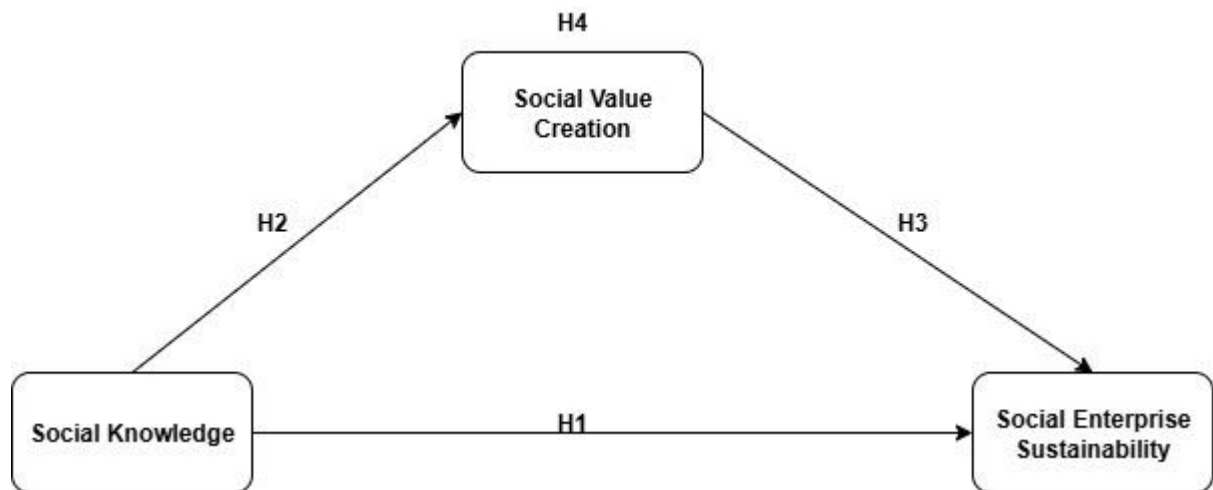 H4
Social Value
Creation
H2
H3
Social Knowledge
H1
Social Enterprise
Sustainability